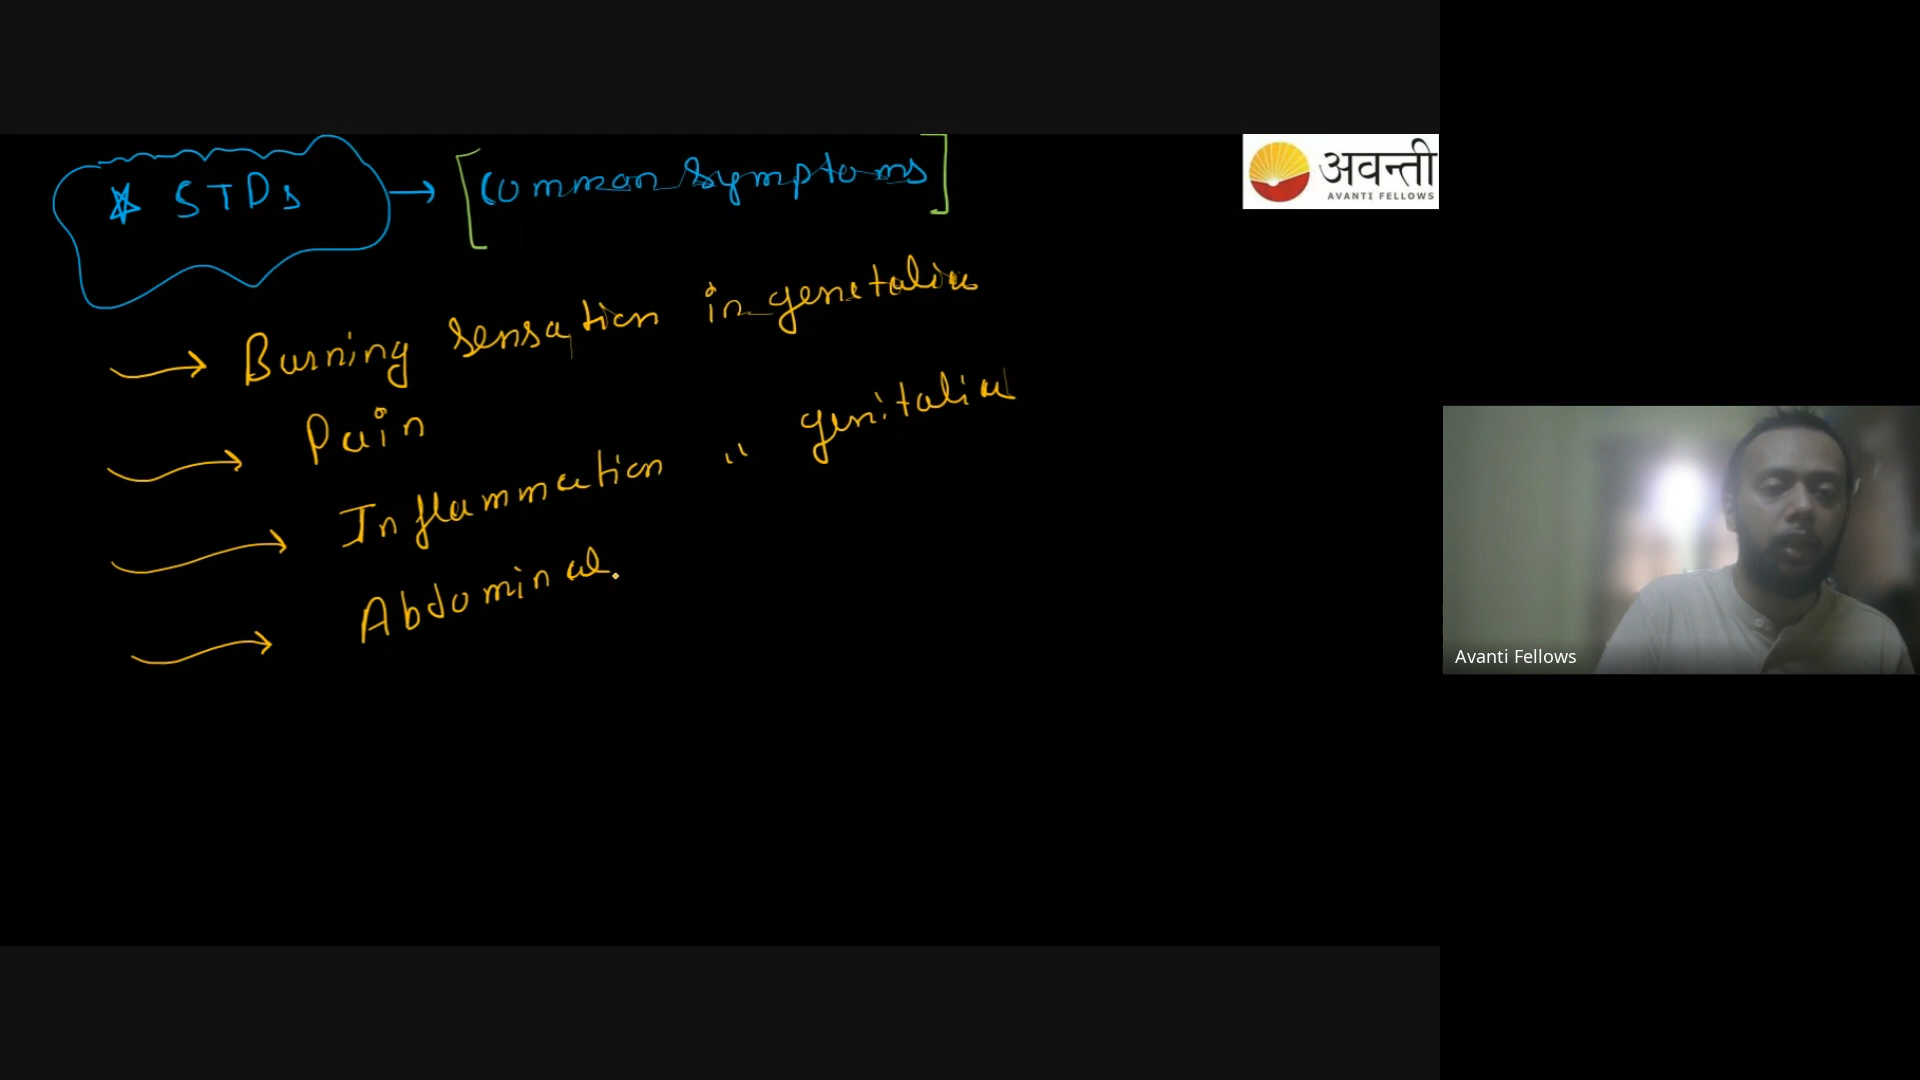 * STDs → [Common Symptoms]
अवन्ती
AVANTI FELLOWS
→ Burning sensation in genetalia
→ Pain
→ Inflammation " genitalia
→ Abdominal.
Avanti Fellows